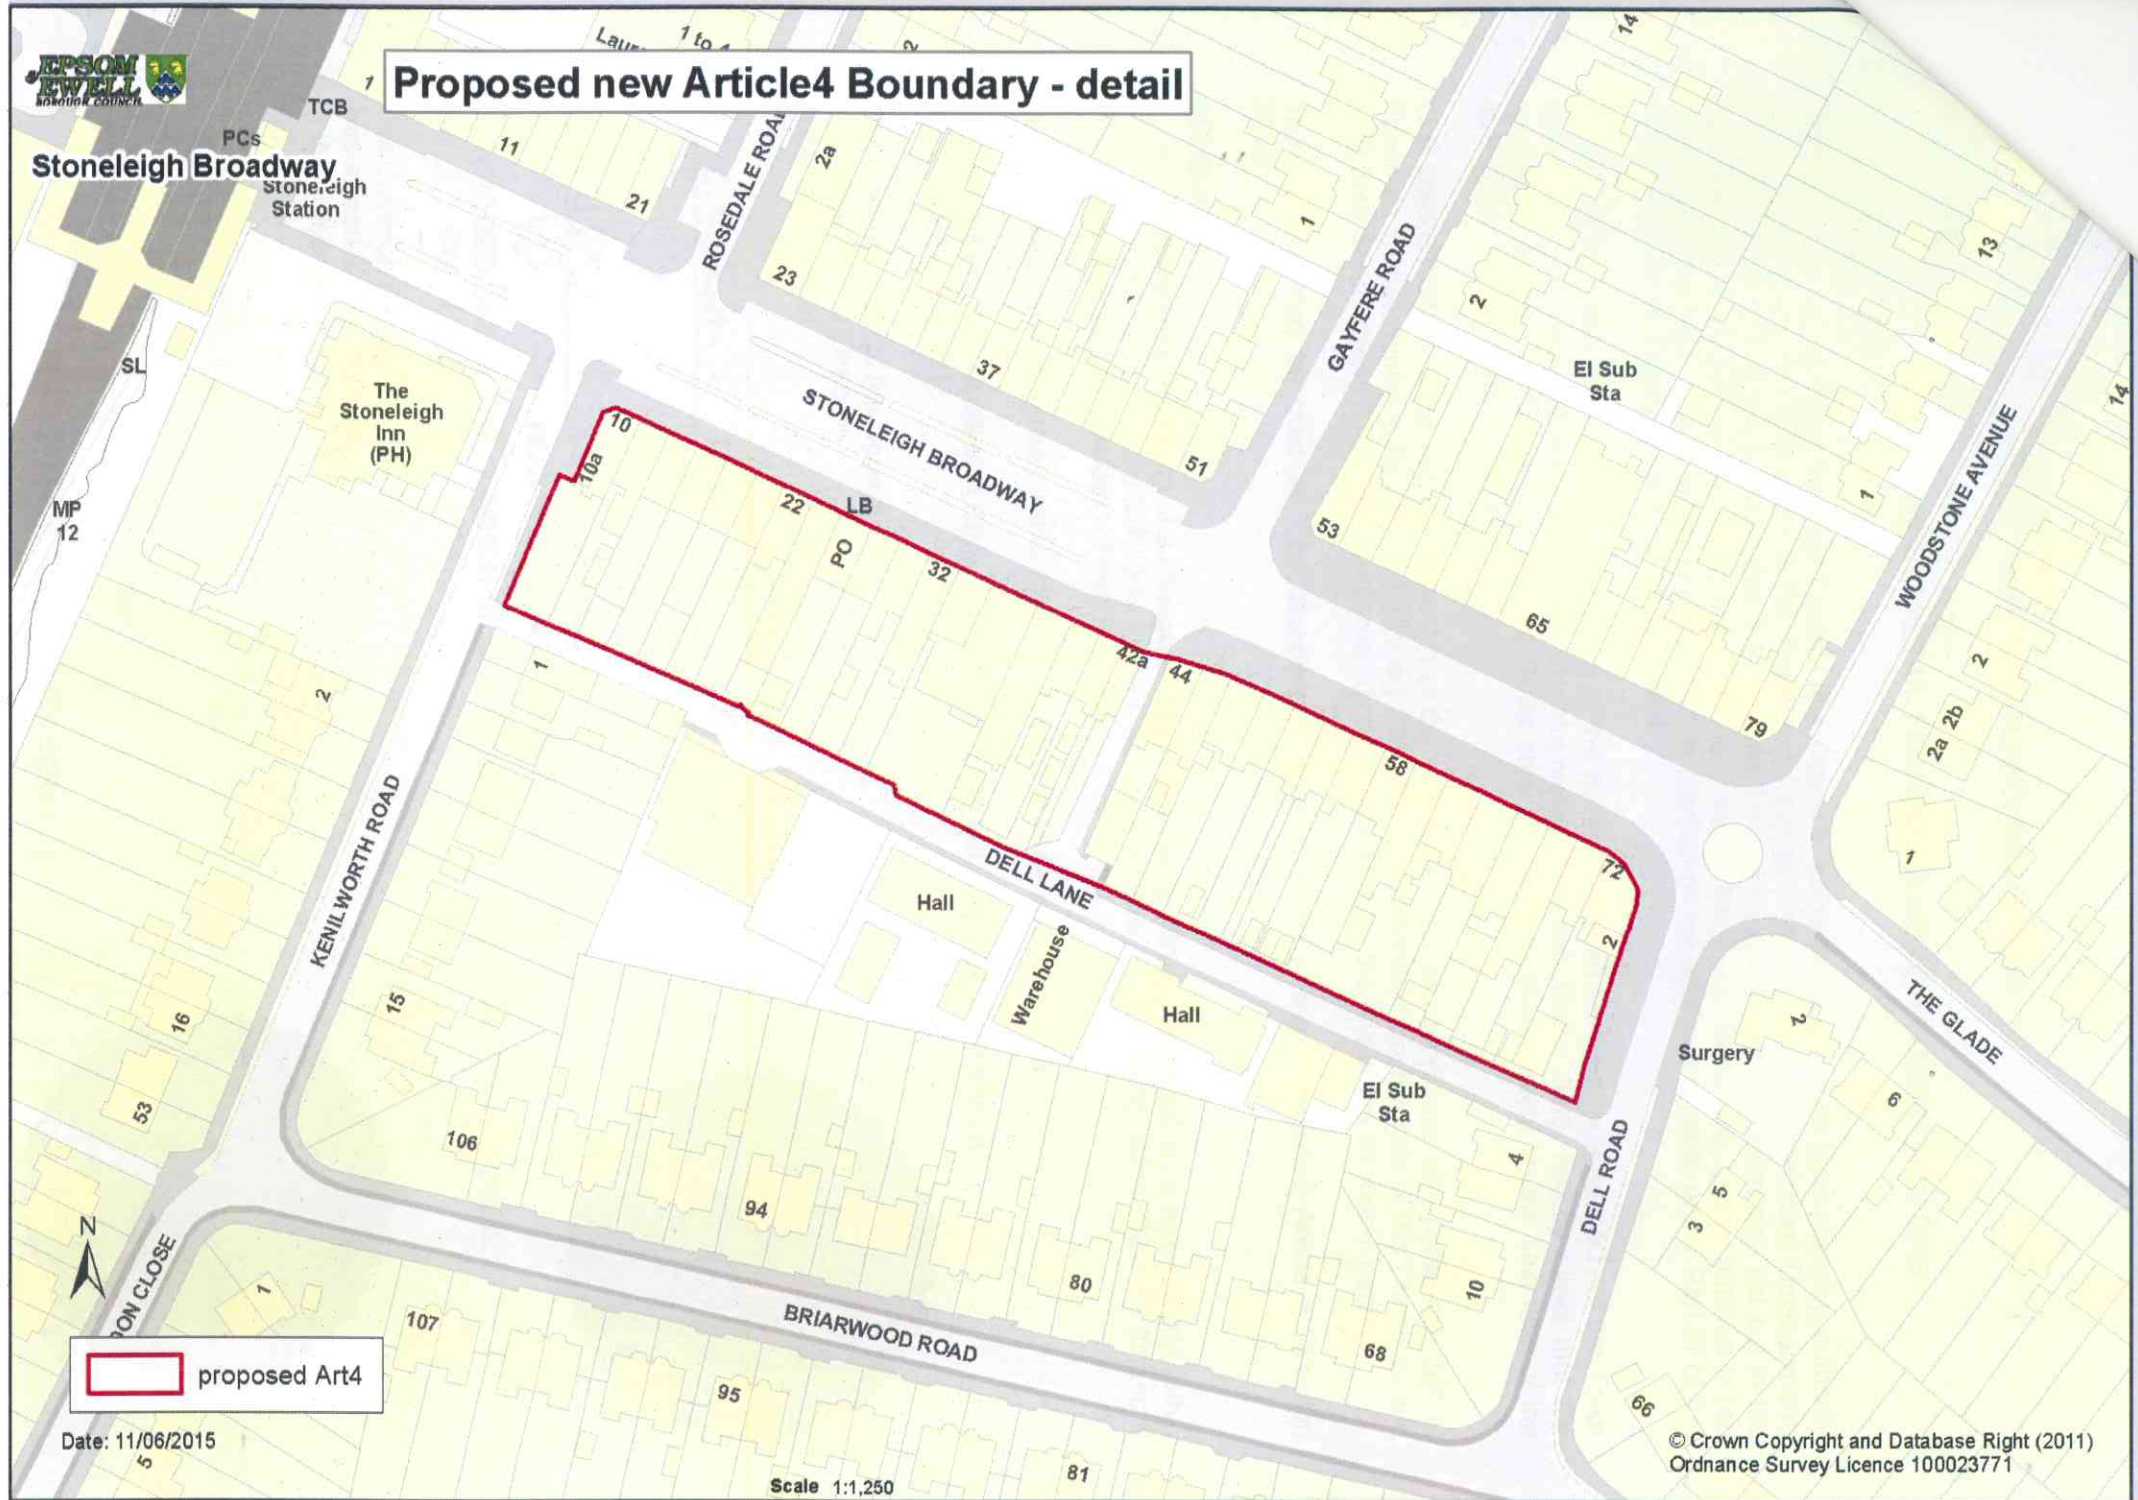 EPSOM
& EWELL
BOROUGH COUNCIL
Proposed new Article4 Boundary - detail
Stoneleigh Broadway
1 to
2
14
1
TCB
PCs
Stoneleigh
Station
11
21
ROSEDALE ROAD
2a
23
37
51
1
GAYFERE ROAD
2
El Sub
Sta
13
14
1
WOODSTONE AVENUE
SL
MP
12
The
Stoneleigh
Inn
(PH)
STONELEIGH BROADWAY
10
10a
22
LB
PO
32
42a
44
53
65
79
58
72
2
2
2b
2a
1
1
2
KENILWORTH ROAD
DELL LANE
Hall
Warehouse
Hall
El Sub
Sta
THE GLADE
Surgery
2
6
15
16
53
106
94
80
68
4
10
DELL ROAD
5
3
66
N
DON CLOSE
1
107
BRIARWOOD ROAD
95
81
5
proposed Art4
Date: 11/06/2015
Scale 1:1,250
© Crown Copyright and Database Right (2011)
Ordnance Survey Licence 100023771